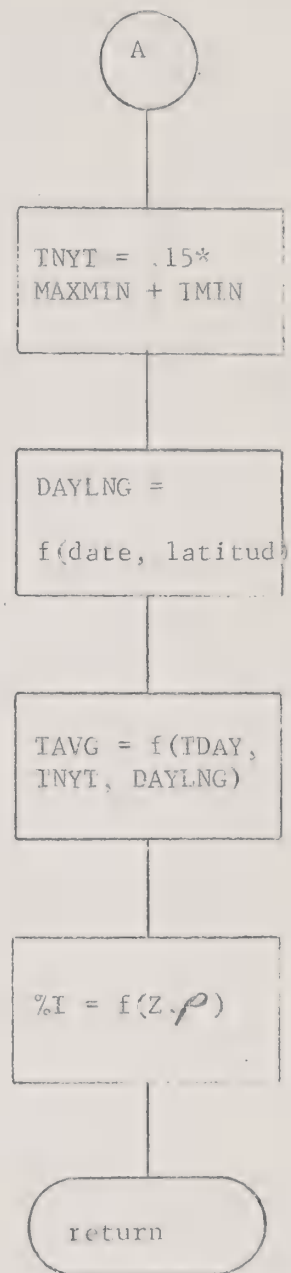 A
TNYT = .15*
MAXMIN + TMIN
DAYLNG =
f(date, latitud)
TAVG = f(TDAY,
TNYT, DAYLNG)
%I = f(Z.ρ)
return